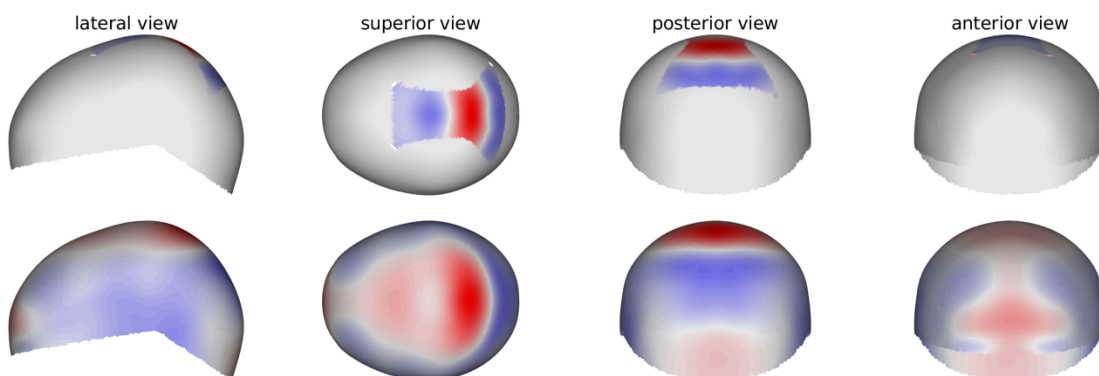 lateral view
superior view
posterior view
anterior view